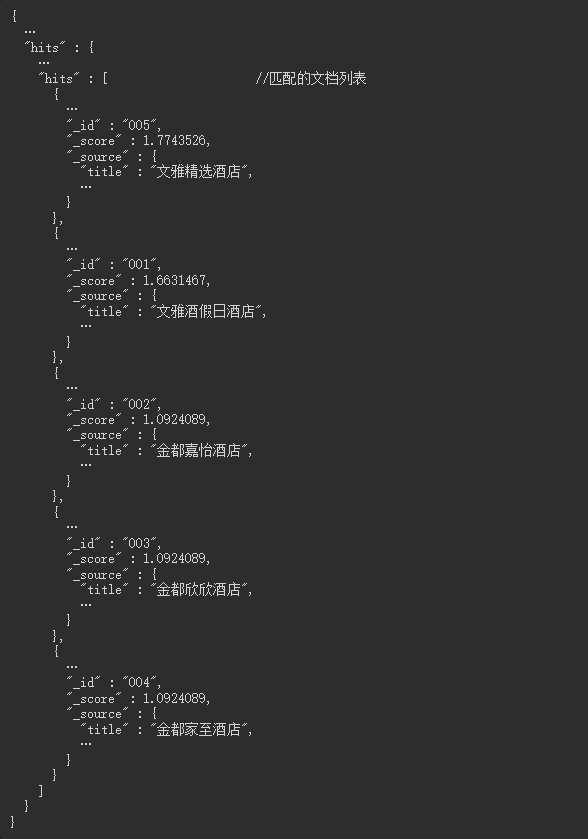 {
  …
  "hits" : {
    …
    "hits" : [                    //匹配的文档列表
      {
        …
        "_id" : "005",
        "_score" : 1.7743526,
        "_source" : {
          "title" : "文雅精选酒店",
          …
        }
      },
      {
        …
        "_id" : "001",
        "_score" : 1.6631467,
        "_source" : {
          "title" : "文雅酒假日酒店",
          …
        }
      },
      {
        …
        "_id" : "002",
        "_score" : 1.0924089,
        "_source" : {
          "title" : "金都嘉怡酒店",
          …
        }
      },
      {
        …
        "_id" : "003",
        "_score" : 1.0924089,
        "_source" : {
          "title" : "金都欣欣酒店",
          …
        }
      },
      {
        …
        "_id" : "004",
        "_score" : 1.0924089,
        "_source" : {
          "title" : "金都家至酒店",
          …
        }
      }
    ]
  }
}